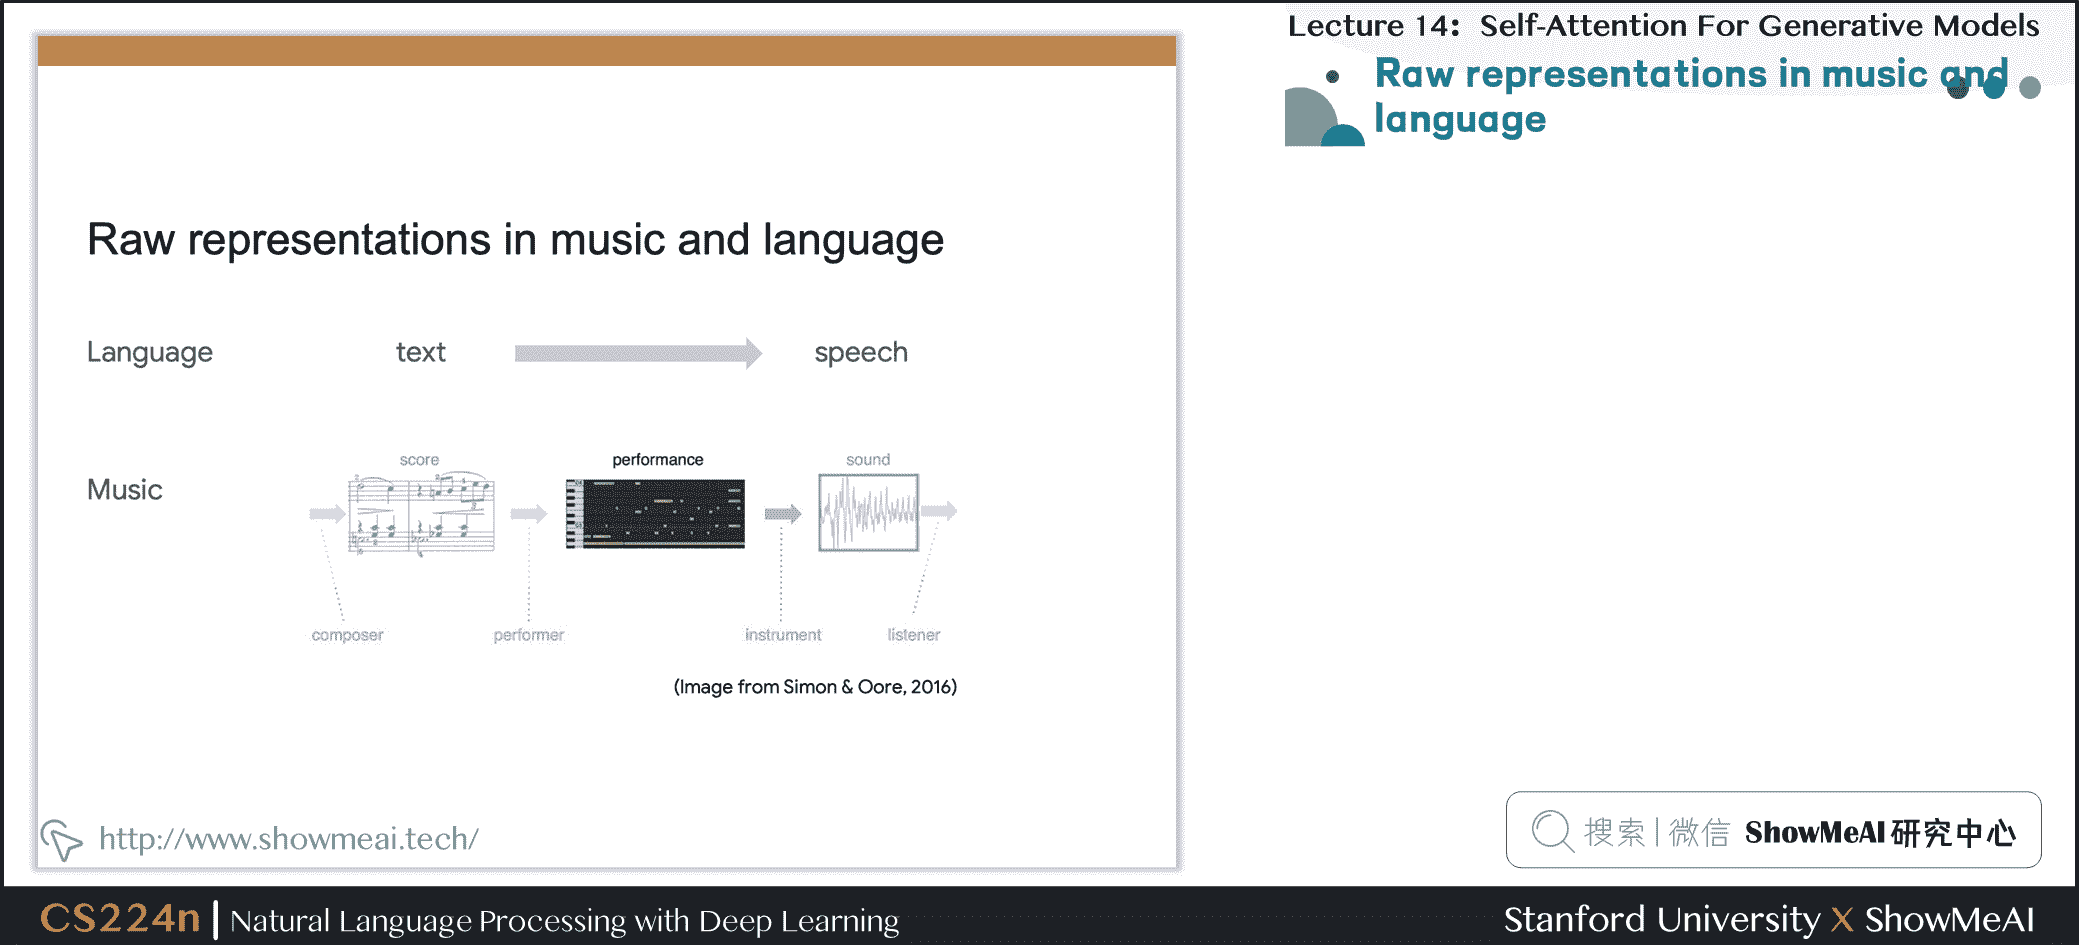 Lecture 14: Self-Attention For Generative Models
Raw representations in music and
language
Raw representations in music and language
Language text speech
Music
score performance sound
composer performer instrument listener
(Image from Simon & Oore, 2016)
http://www.showmeai.tech/
搜索 | 微信 ShowMeAI 研究中心
CS224n | Natural Language Processing with Deep Learning
Stanford University X ShowMeAI